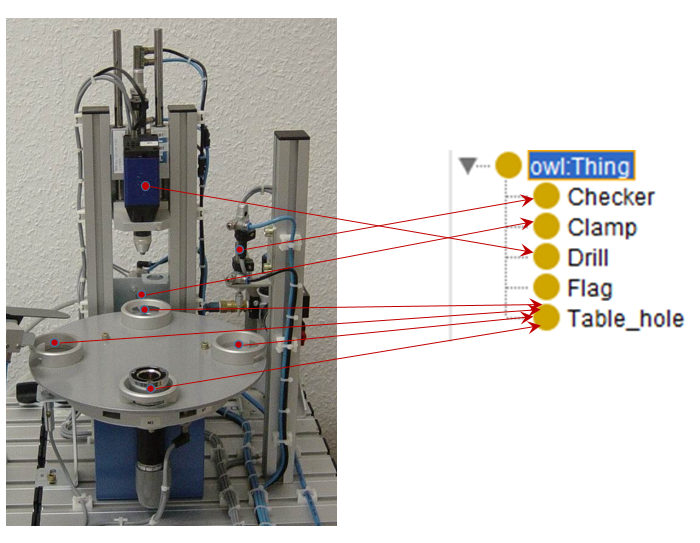 owl:Thing
Checker
Clamp
Drill
Flag
Table_hole